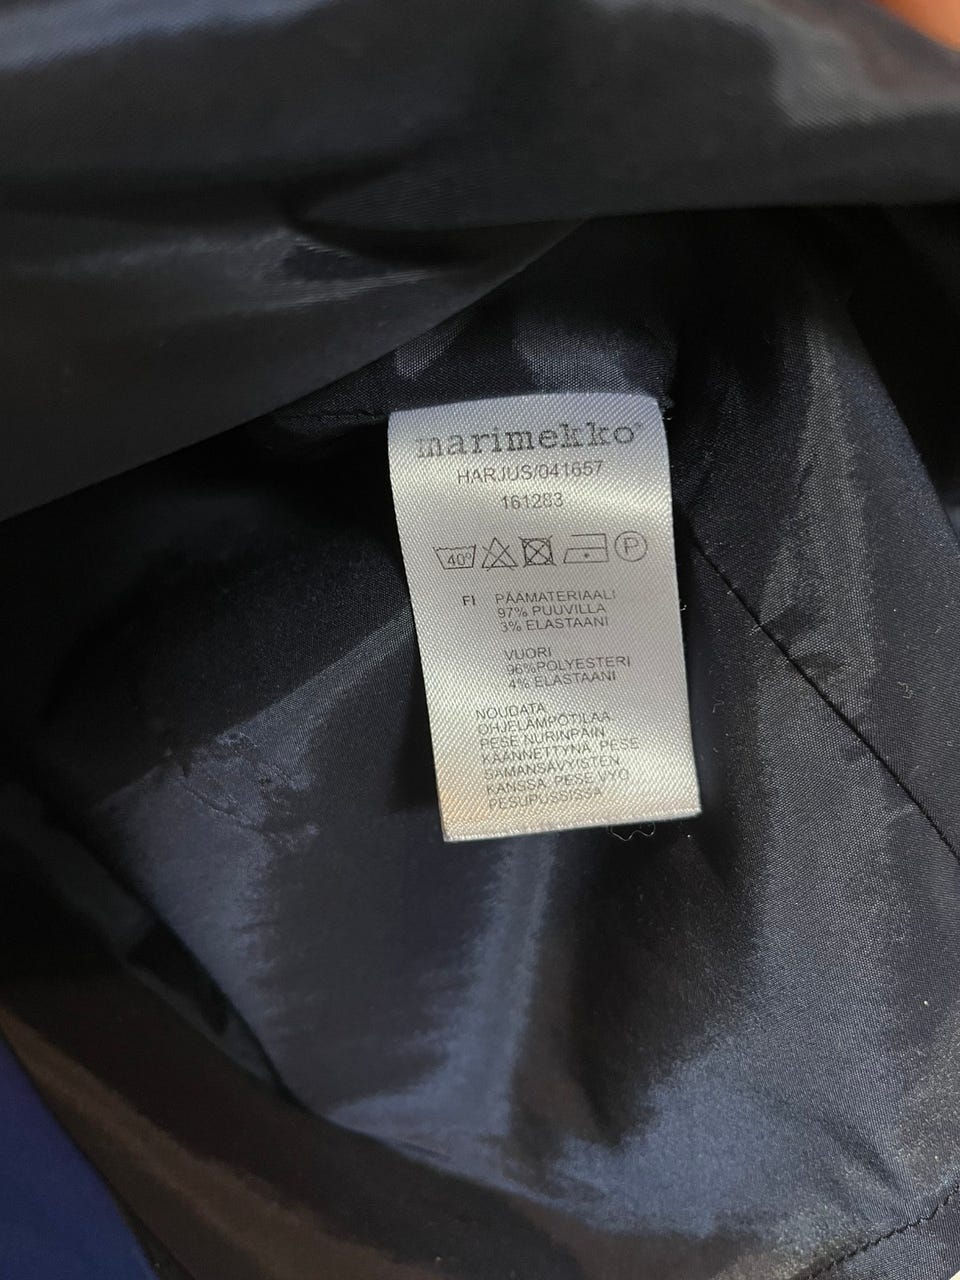 marimekko®
HARJUS/041657
161283
40°
P
FI PÄÄMATERIAALI
97% PUUVILLA
3% ELASTAANI
VUORI
96%POLYESTERI
4% ELASTAANI
NOUDATA
OHJELÄMPÖTILAA,
PESE NURINPÄIN
KÄÄNNETTYNÄ, PESE
SAMANSÄVYISTEN
KANSSA, PESE VYÖ
PESUPUSSISSA